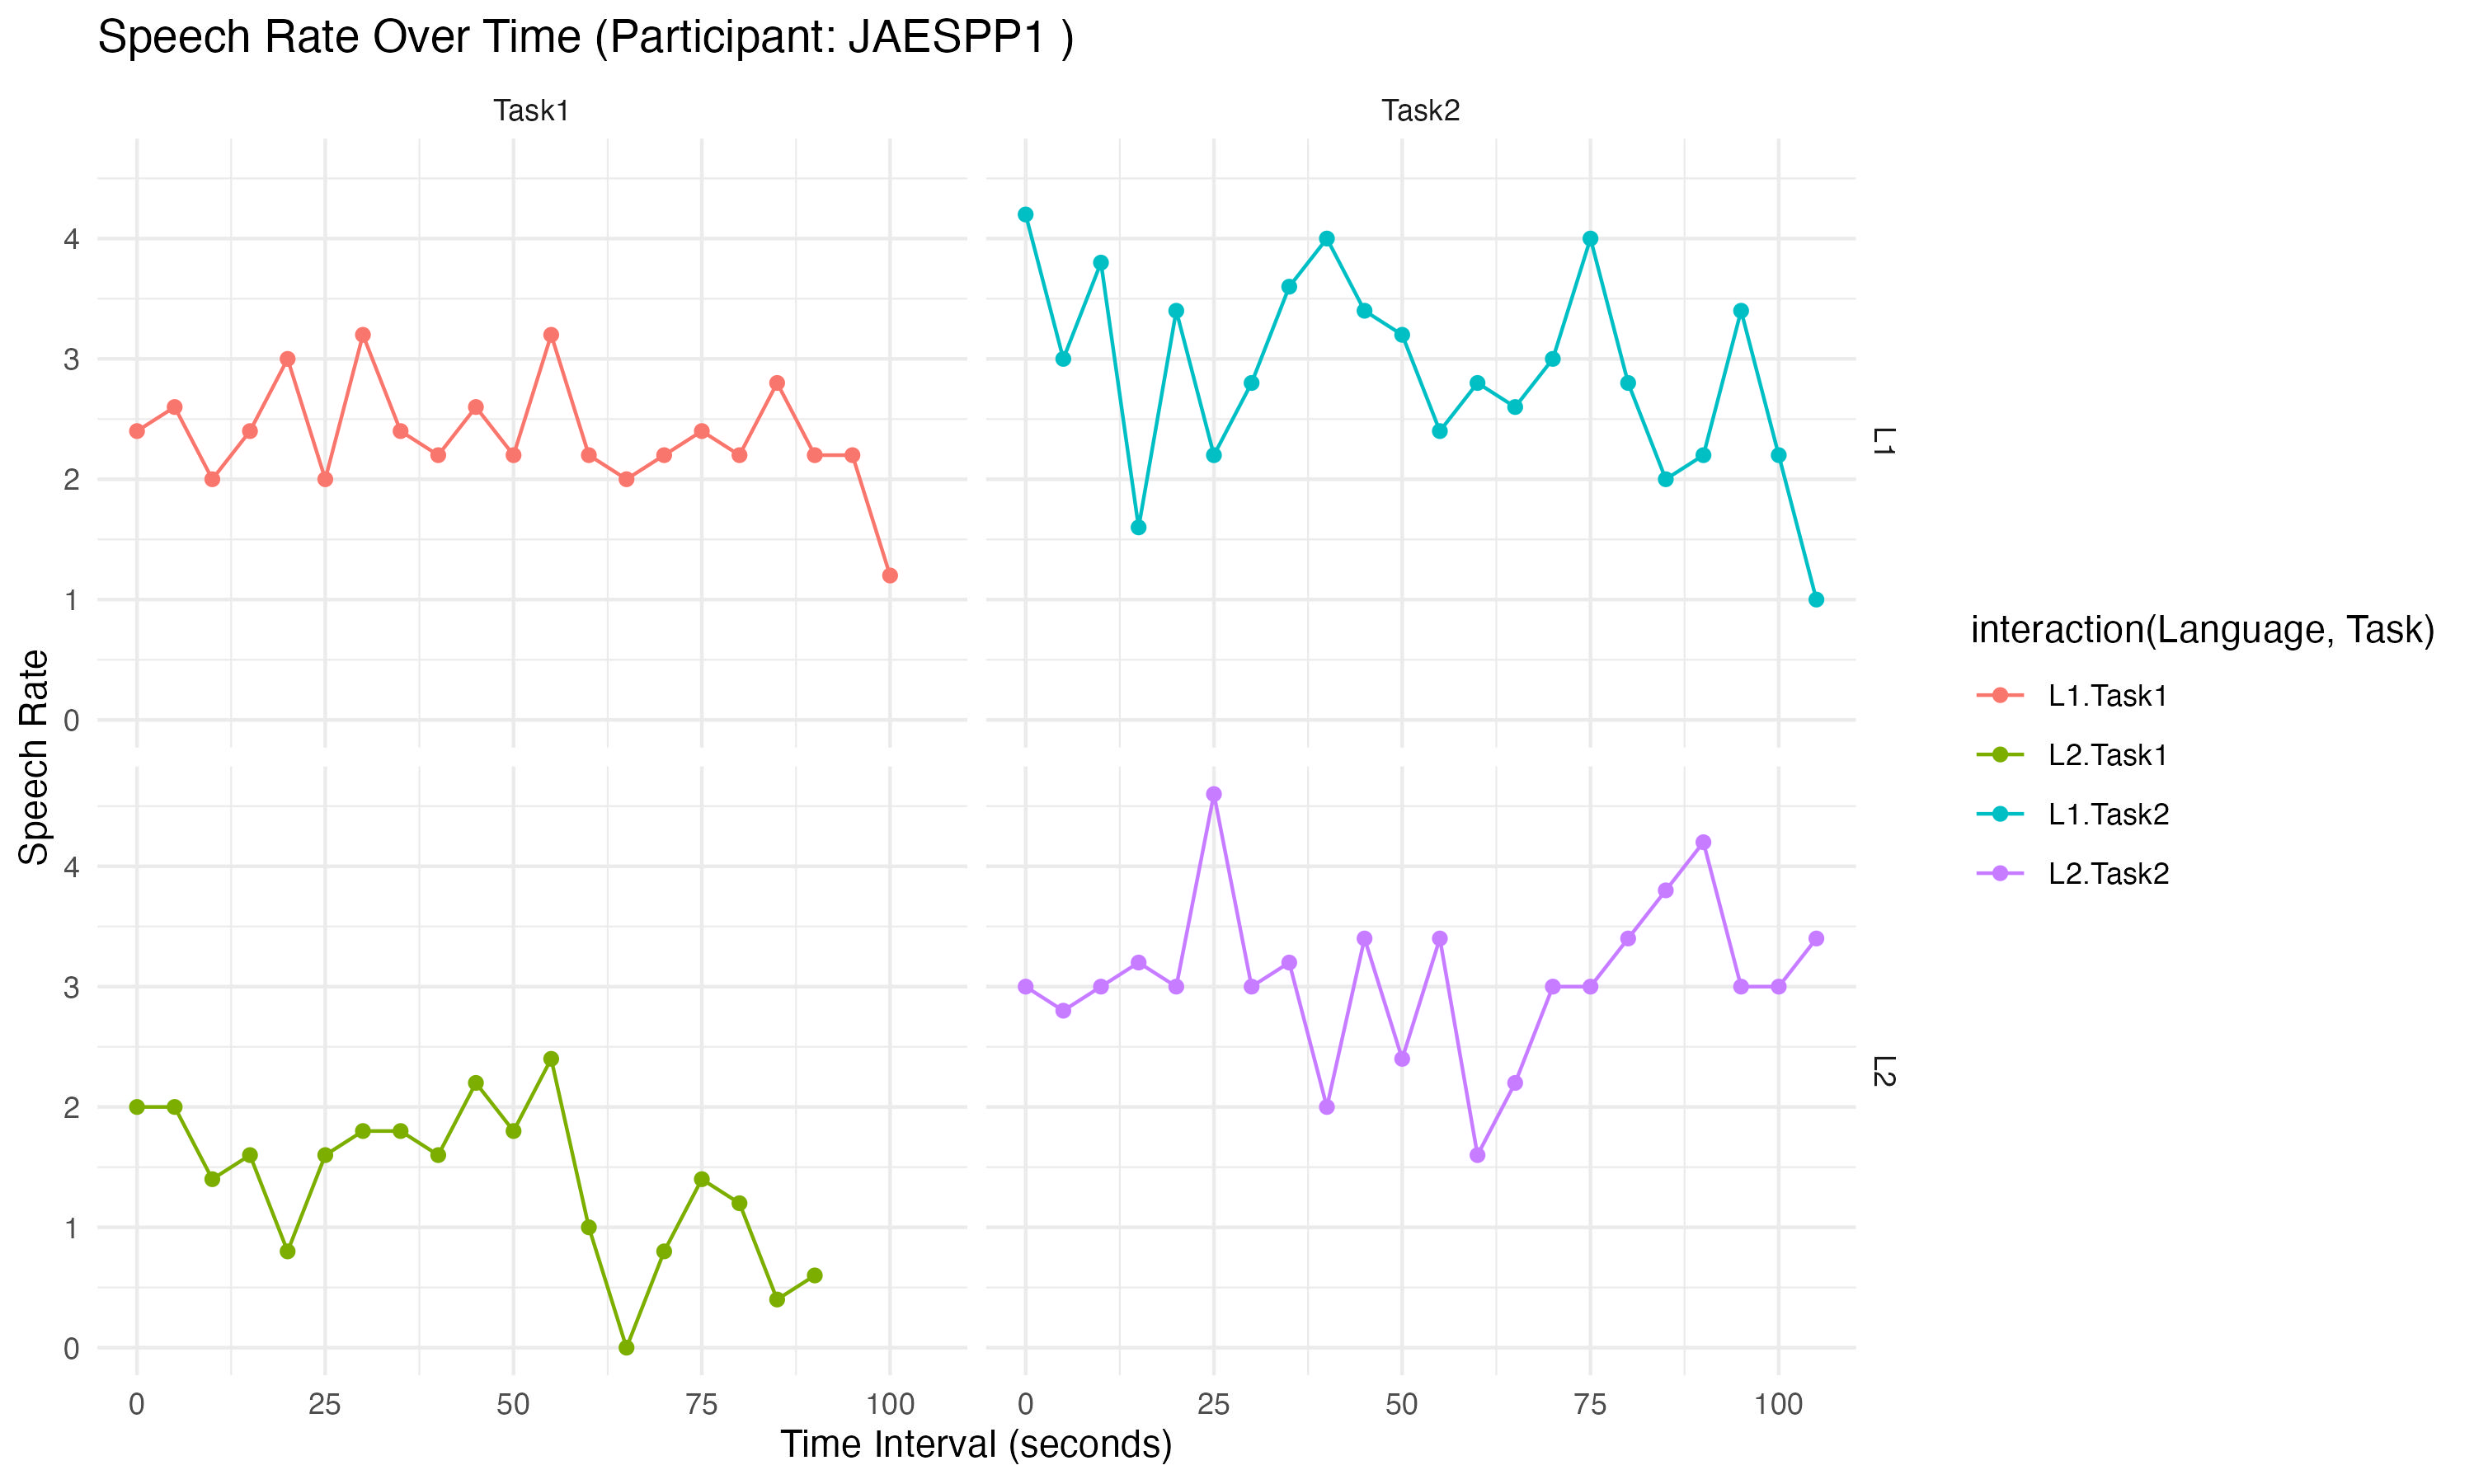 Speech Rate Over Time (Participant: JAESPP1 )
Task1
Task2
4
3
2
1
0
L1
Speech Rate
4
3
2
1
0
L2
0
25
50
75
100
0
25
50
75
100
Time Interval (seconds)
interaction(Language, Task)
L1.Task1
L2.Task1
L1.Task2
L2.Task2